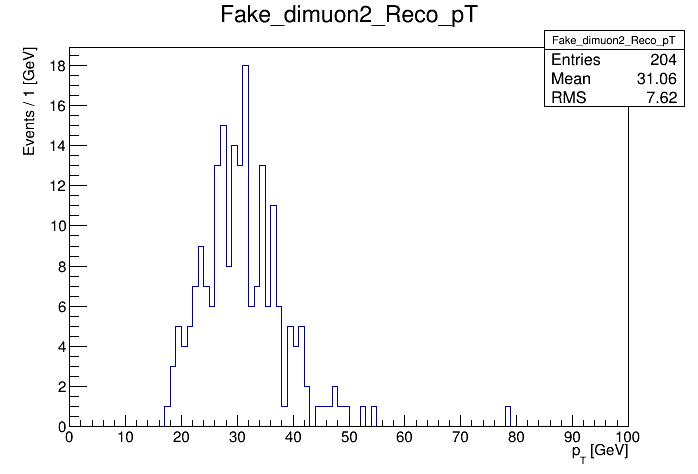 Fake_dimuon2_Reco_pT
Fake_dimuon2_Reco_pT
Entries 204
Mean 31.06
RMS 7.62
Events / 1 [GeV]
18
16
14
12
10
8
6
4
2
0
0 10 20 30 40 50 60 70 80 90 100
p_T [GeV]